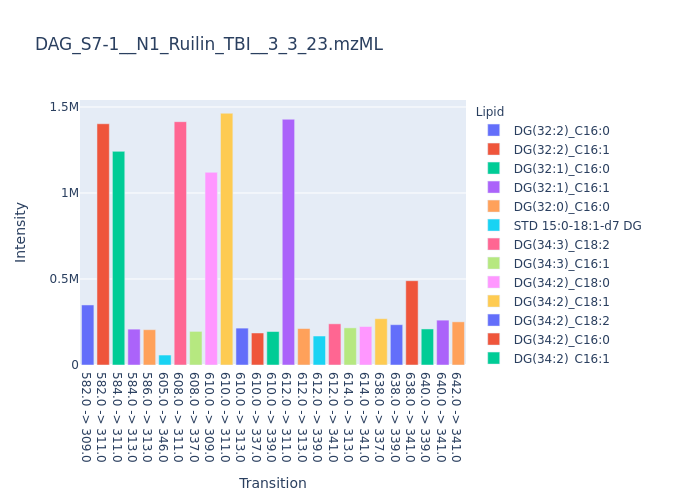 DAG_S7-1__N1_Ruilin_TBI__3_3_23.mzML
1.5M
1M
0.5M
0
Intensity
582.0 -> 309.0
582.0 -> 311.0
584.0 -> 311.0
584.0 -> 313.0
586.0 -> 313.0
605.0 -> 346.0
608.0 -> 311.0
608.0 -> 337.0
610.0 -> 309.0
610.0 -> 311.0
610.0 -> 313.0
610.0 -> 337.0
610.0 -> 339.0
612.0 -> 311.0
612.0 -> 313.0
612.0 -> 339.0
612.0 -> 341.0
614.0 -> 313.0
614.0 -> 341.0
638.0 -> 337.0
638.0 -> 339.0
638.0 -> 341.0
640.0 -> 339.0
640.0 -> 341.0
642.0 -> 341.0
Transition
Lipid
DG(32:2)_C16:0
DG(32:2)_C16:1
DG(32:1)_C16:0
DG(32:1)_C16:1
DG(32:0)_C16:0
STD 15:0-18:1-d7 DG
DG(34:3)_C18:2
DG(34:3)_C16:1
DG(34:2)_C18:0
DG(34:2)_C18:1
DG(34:2)_C18:2
DG(34:2)_C16:0
DG(34:2)_C16:1